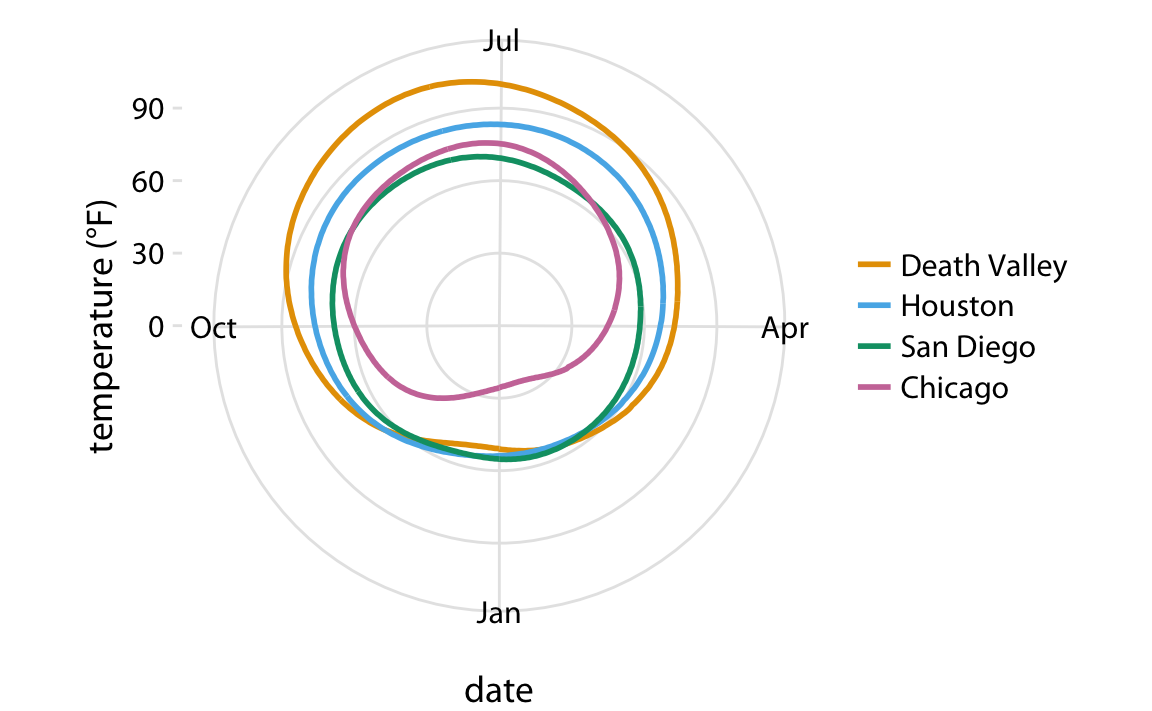 Jul
90
60
30
0
Oct
Apr
Jan
temperature (°F)
date
Death Valley
Houston
San Diego
Chicago